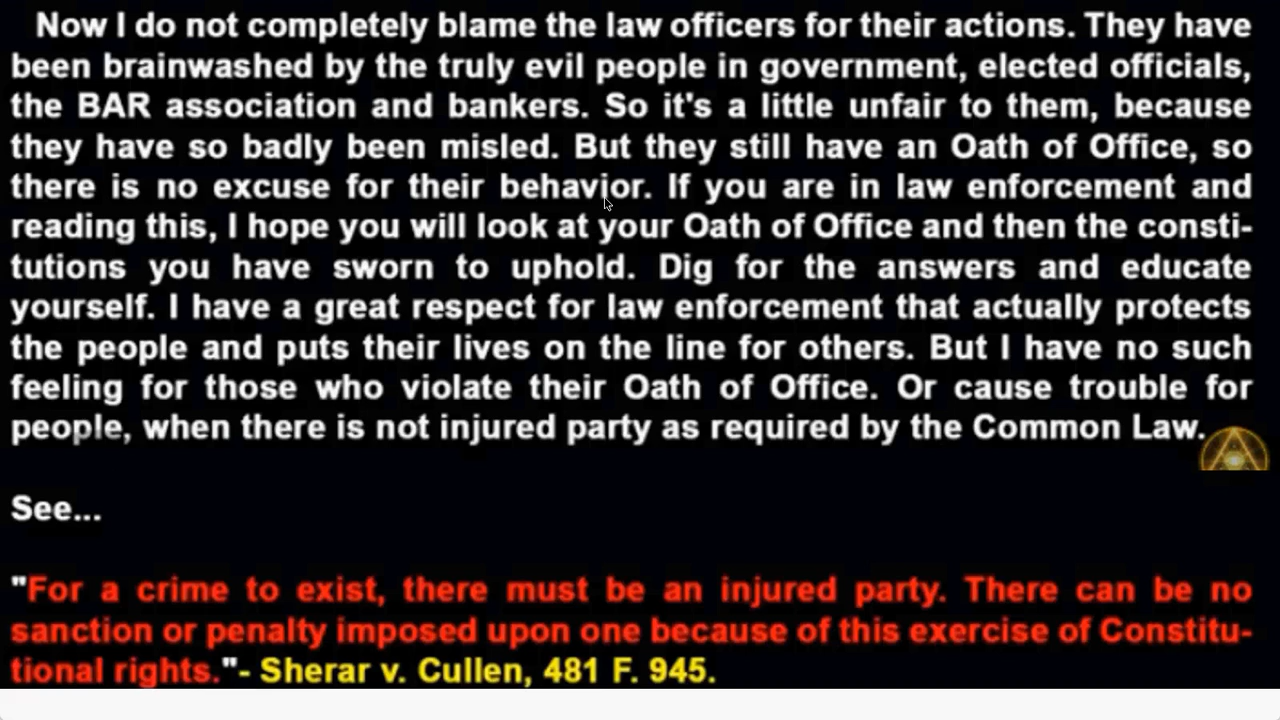 Now I do not completely blame the law officers for their actions. They have
been brainwashed by the truly evil people in government, elected officials,
the BAR association and bankers. So it's a little unfair to them, because
they have so badly been misled. But they still have an Oath of Office, so
there is no excuse for their behavior. If you are in law enforcement and
reading this, I hope you will look at your Oath of Office and then the consti-
tutions you have sworn to uphold. Dig for the answers and educate
yourself. I have a great respect for law enforcement that actually protects
the people and puts their lives on the line for others. But I have no such
feeling for those who violate their Oath of Office. Or cause trouble for
people, when there is not injured party as required by the Common Law.
See...
"For a crime to exist, there must be an injured party. There can be no
sanction or penalty imposed upon one because of this exercise of Constitu-
tional rights."- Sherar v. Cullen, 481 F. 945.